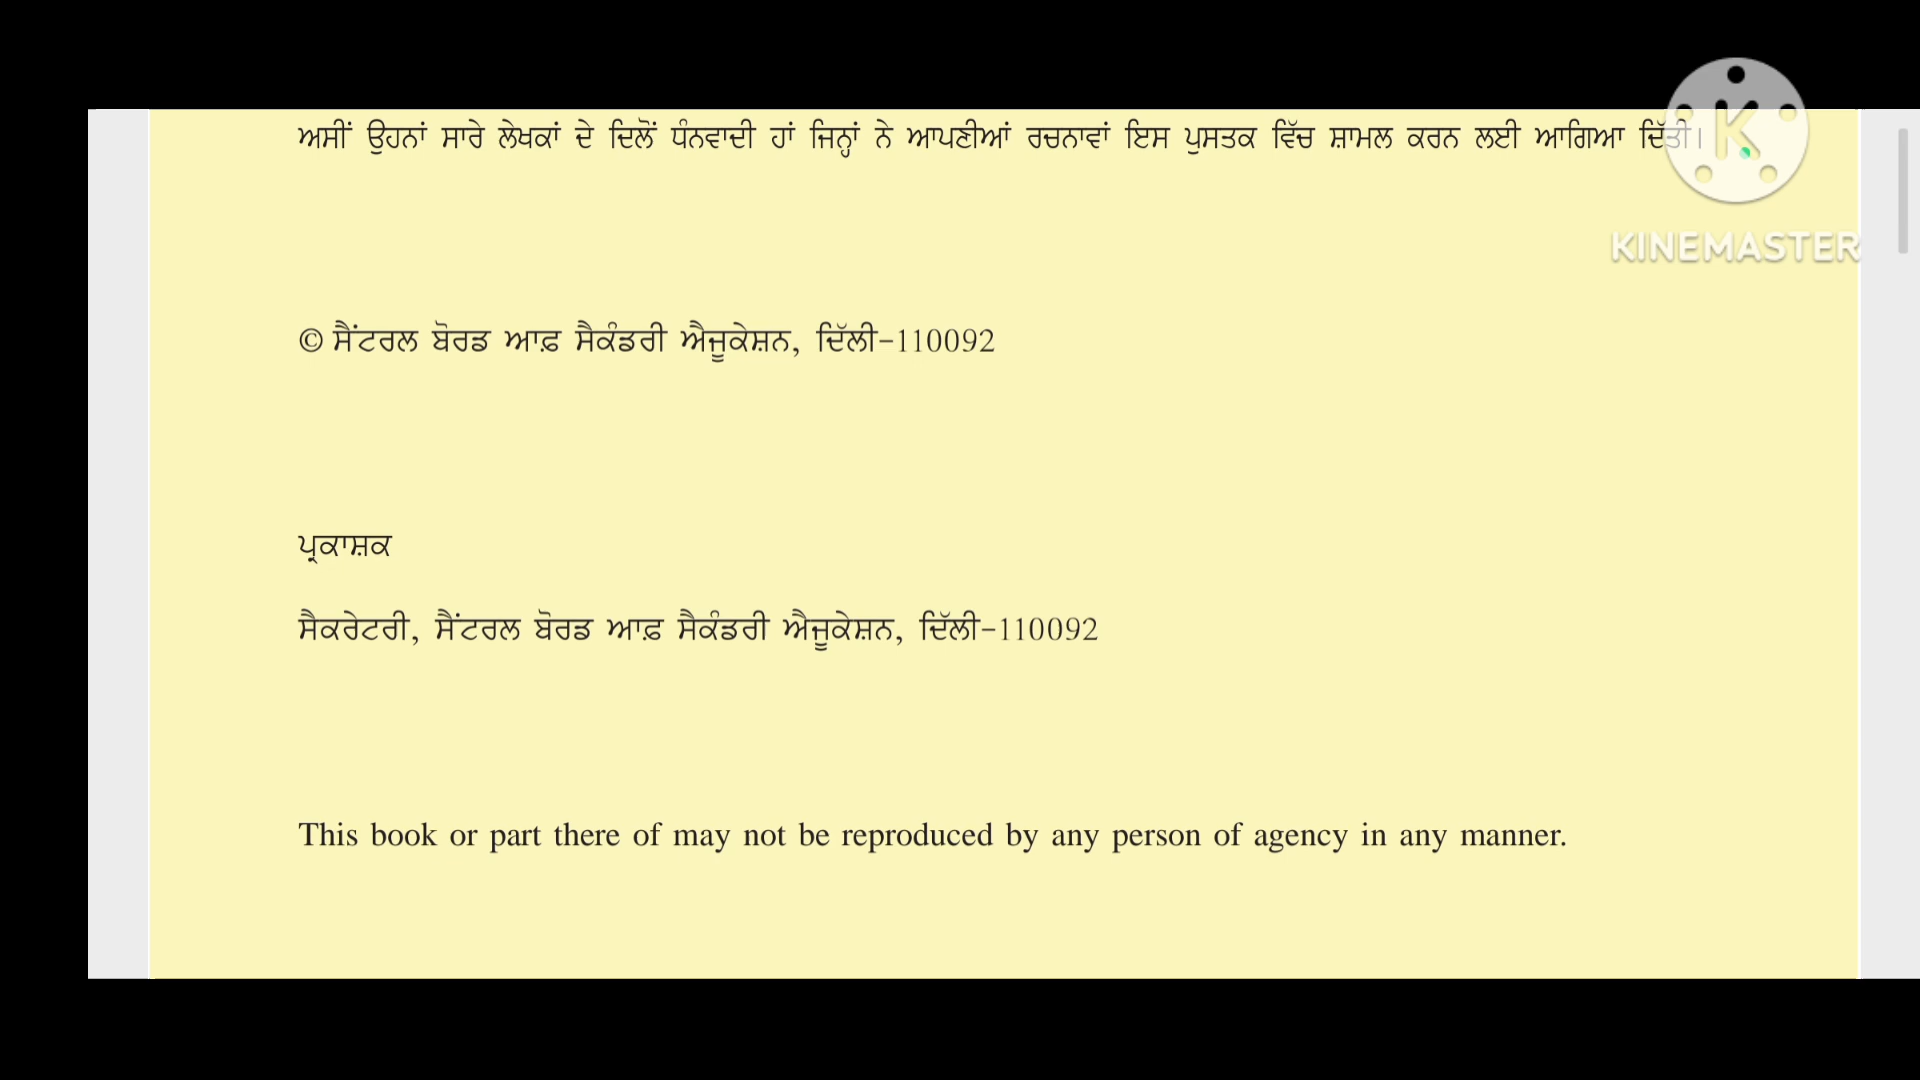 ਅਸੀਂ ਉਹਨਾਂ ਸਾਰੇ ਲੇਖਕਾਂ ਦੇ ਦਿਲੋਂ ਧੰਨਵਾਦੀ ਹਾਂ ਜਿਨ੍ਹਾਂ ਨੇ ਆਪਣੀਆਂ ਰਚਨਾਵਾਂ ਇਸ ਪੁਸਤਕ ਵਿੱਚ ਸ਼ਾਮਲ ਕਰਨ ਲਈ ਆਗਿਆ ਦਿੱਤੀ।
KINEMASTER
© ਸੈਂਟਰਲ ਬੋਰਡ ਆਫ਼ ਸੈਕੰਡਰੀ ਐਜੂਕੇਸ਼ਨ, ਦਿੱਲੀ-110092
ਪ੍ਰਕਾਸ਼ਕ
ਸੈਕਰੇਟਰੀ, ਸੈਂਟਰਲ ਬੋਰਡ ਆਫ਼ ਸੈਕੰਡਰੀ ਐਜੂਕੇਸ਼ਨ, ਦਿੱਲੀ-110092
This book or part there of may not be reproduced by any person of agency in any manner.